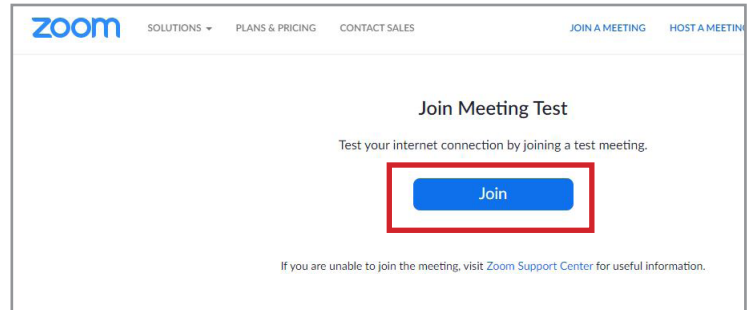 zoom SOLUTIONS PLANS & PRICING CONTACT SALES JOIN A MEETING HOST A
Join Meeting Test
Test your internet connection by joining a test meeting.
Join
If you are unable to join the meeting, visit Zoom Support Center for useful information.